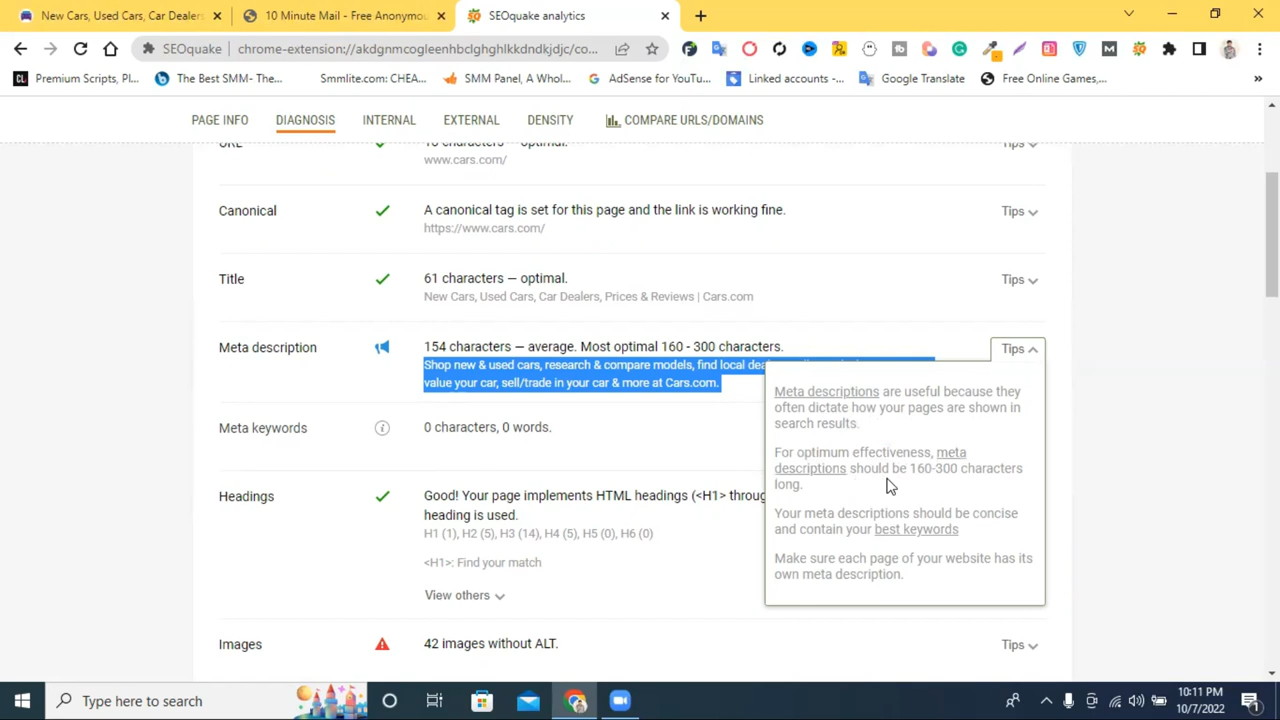 New Cars, Used Cars, Car Dealers
10 Minute Mail - Free Anonymou
SEOquake analytics
SEOquake
chrome-extension://akdgnmcogleenhbclghghlkkdndkjdjc/co...
Premium Scripts, Pl...
The Best SMM- The...
Smmlite.com: CHEA...
SMM Panel, A Whol...
AdSense for YouTu...
Linked accounts -...
Google Translate
Free Online Games,...
PAGE INFO
DIAGNOSIS
INTERNAL
EXTERNAL
DENSITY
COMPARE URLS/DOMAINS
URL
Tips
www.cars.com/
Canonical
A canonical tag is set for this page and the link is working fine.
Tips
https://www.cars.com/
Title
61 characters — optimal.
Tips
New Cars, Used Cars, Car Dealers, Prices & Reviews | Cars.com
Meta description
154 characters — average. Most optimal 160 - 300 characters.
Tips
Shop new & used cars, research & compare models, find local
value your car, sell/trade in your car & more at Cars.com.
Meta descriptions are useful because they
often dictate how your pages are shown in
search results.
For optimum effectiveness, meta
descriptions should be 160-300 characters
long.
Your meta descriptions should be concise
and contain your best keywords
Make sure each page of your website has its
own meta description.
Meta keywords
0 characters, 0 words.
Headings
Good! Your page implements HTML headings (<H1> throu
heading is used.
H1 (1), H2 (5), H3 (14), H4 (5), H5 (0), H6 (0)
<H1>: Find your match
View others
Images
42 images without ALT.
Tips
Type here to search
10:11 PM
10/7/2022